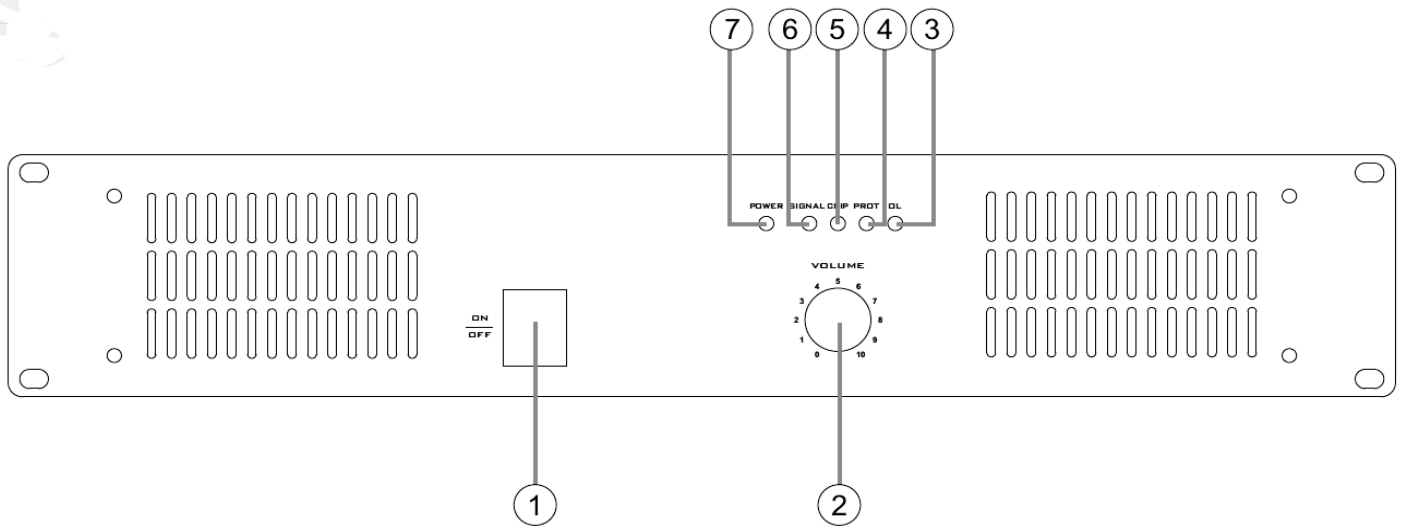 7 6 5 4 3
POWER SIGNAL CLIP PROT OL
VOLUME
0 1 2 3 4 5 6 7 8 9 10
ON
OFF
1 2